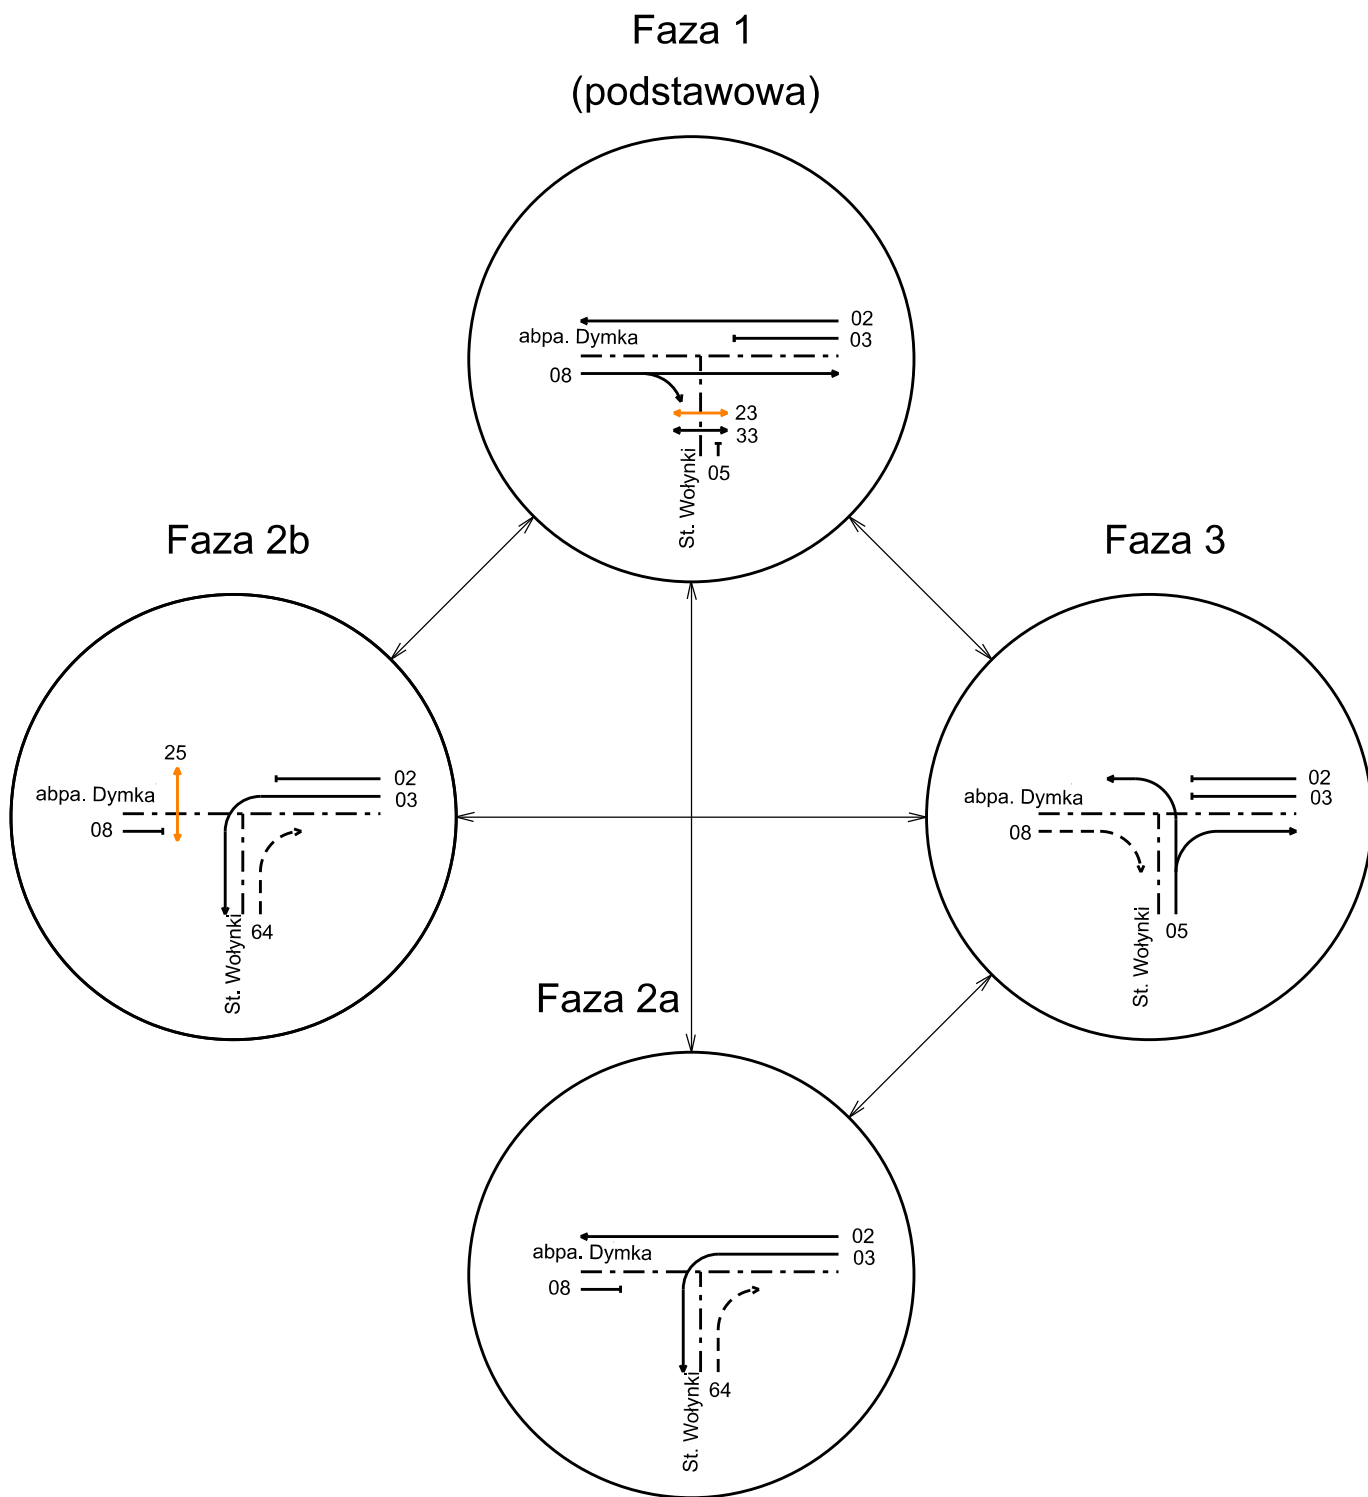 Faza 1
(podstawowa)
02
abpa. Dymka
03
08
23
33
05
St. Wołynki
Faza 2b
25
02
abpa. Dymka
03
08
64
St. Wołynki
Faza 3
02
abpa. Dymka
03
08
05
St. Wołynki
Faza 2a
02
abpa. Dymka
03
08
64
St. Wołynki